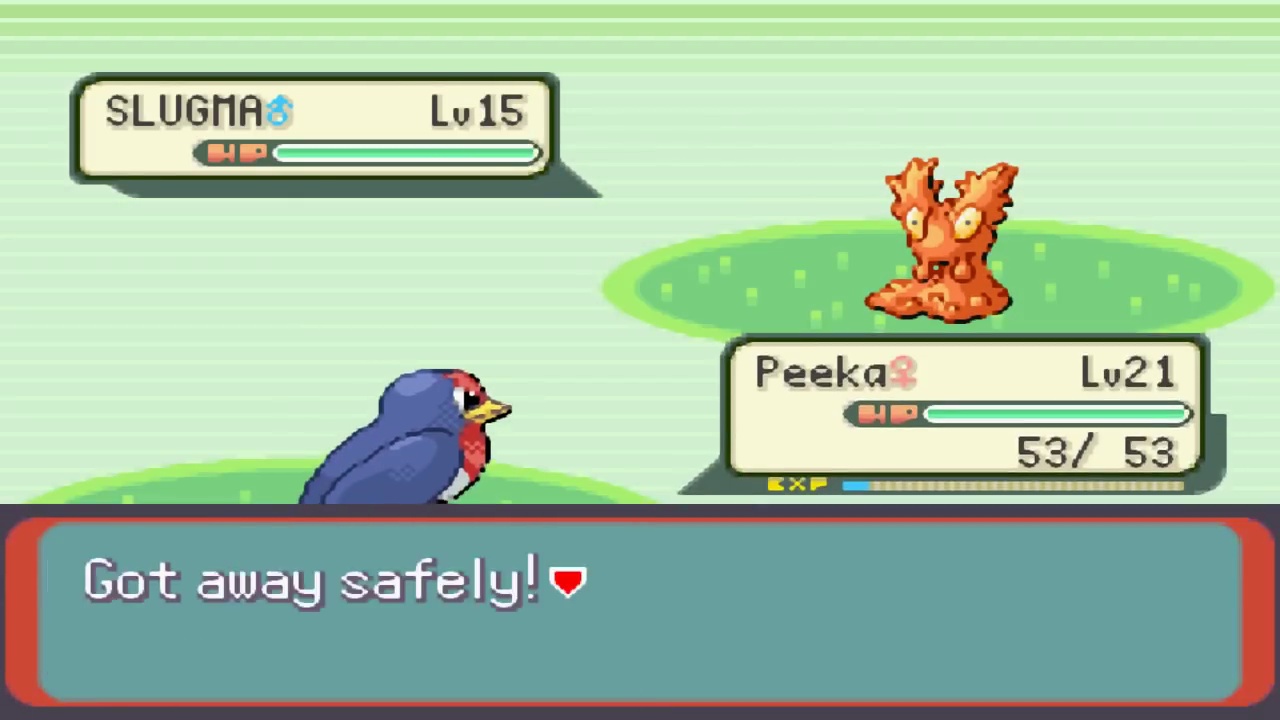 SLUGMA♂ Lv15
HP
Peeka♀ Lv21
HP
53/ 53
EXP
Got away safely!